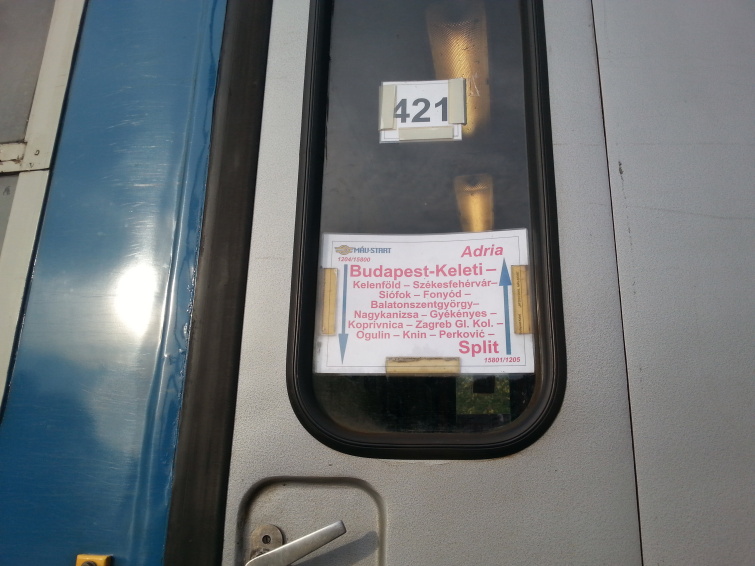 421
MÁV-START
Adria
1204/15800
Budapest-Keleti –
Kelenföld – Székesfehérvár–
Siófok – Fonyód –
Balatonszentgyörgy–
Nagykanizsa – Gyékényes –
Koprivnica – Zagreb Gl. Kol. –
Ogulin – Knin – Perković –
Split
15801/1205